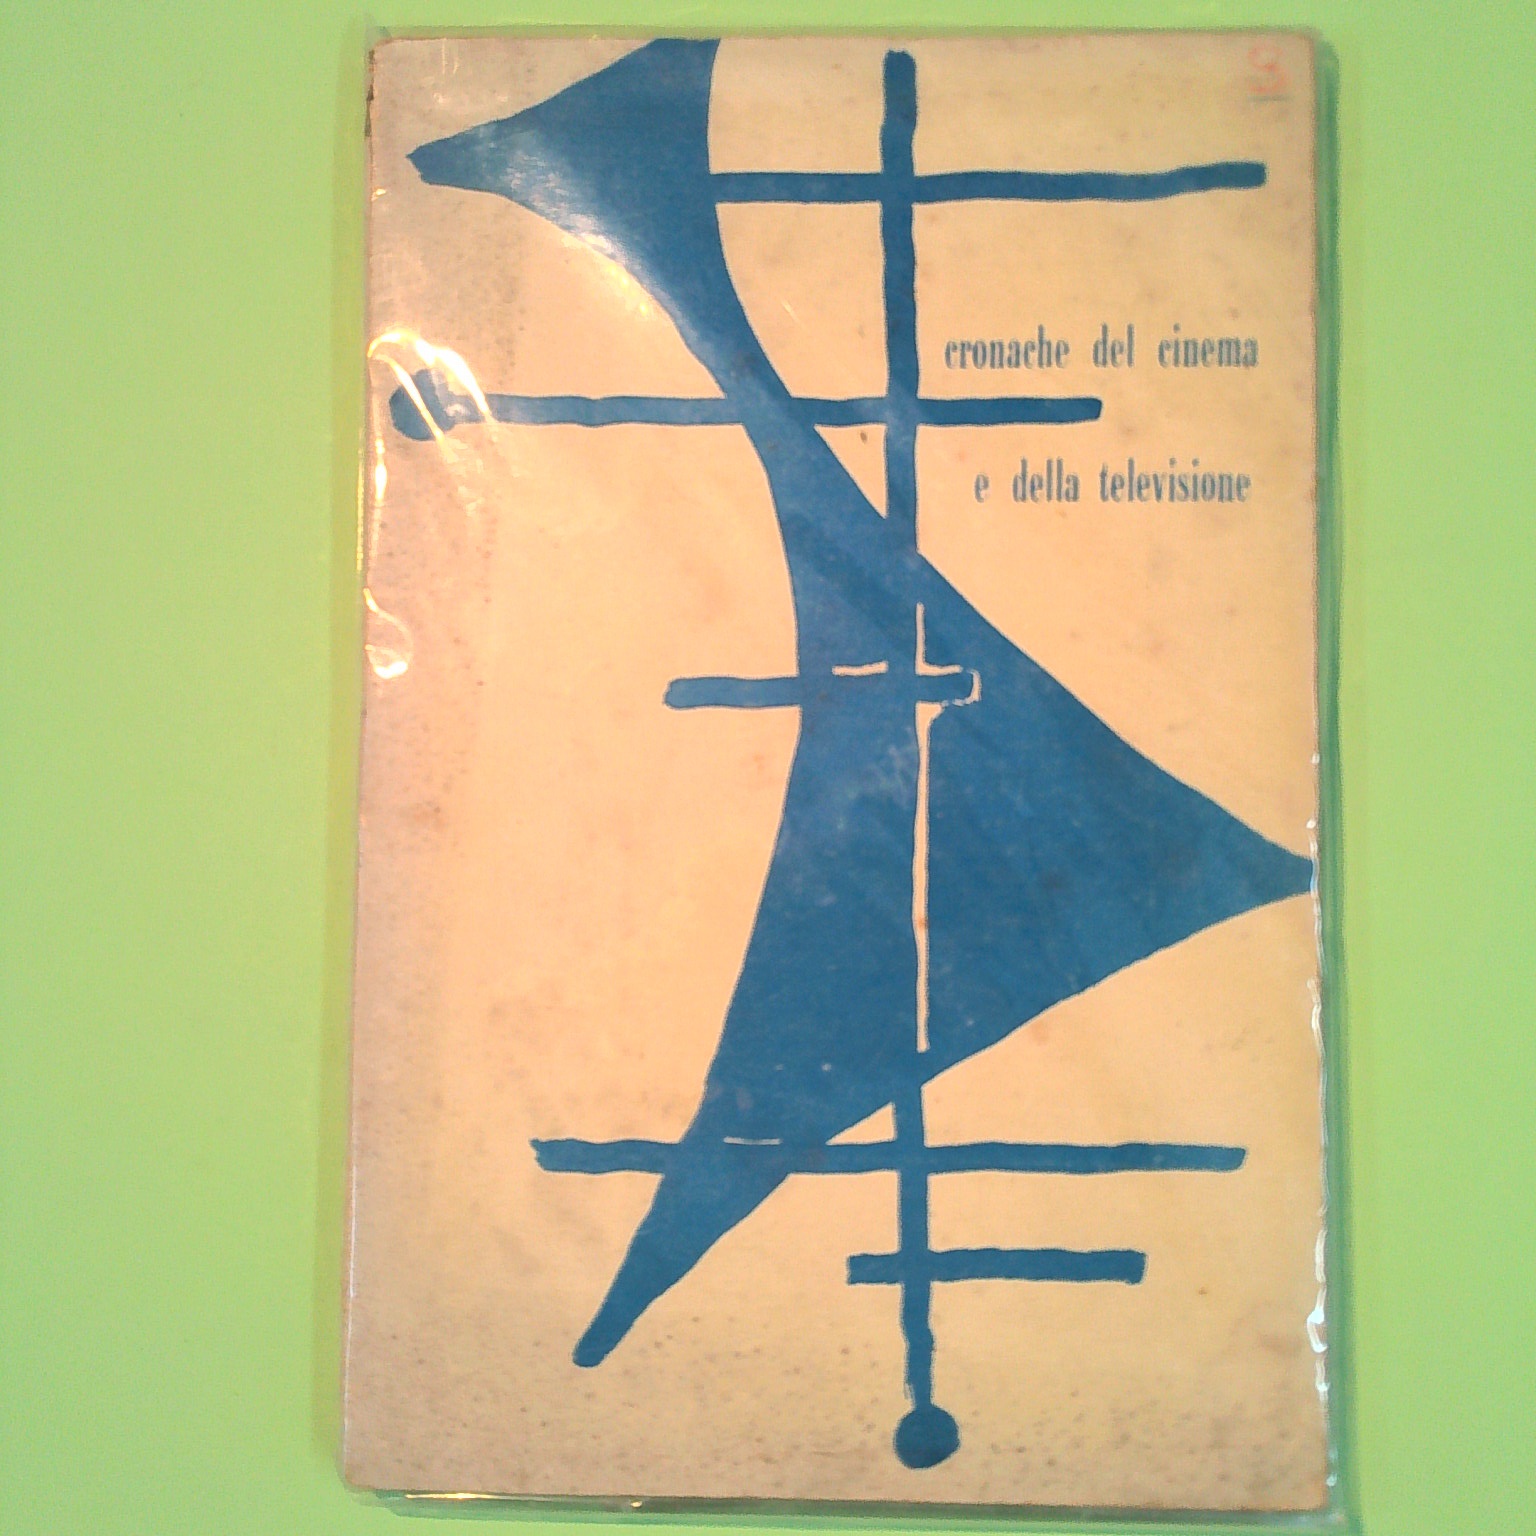 cronache del cinema
e della televisione